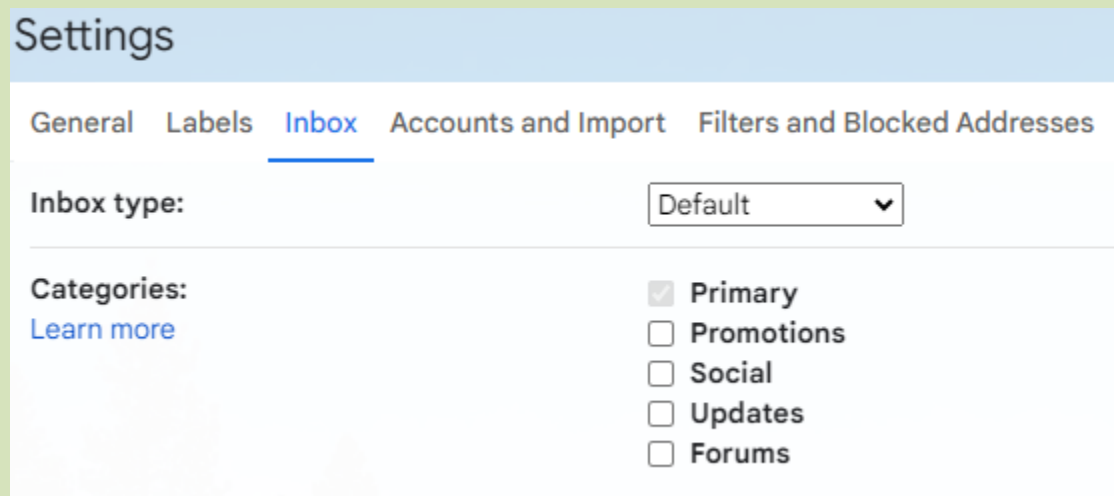 Settings
General Labels Inbox Accounts and Import Filters and Blocked Addresses
Inbox type: Default
Categories: Primary
Learn more
Promotions
Social
Updates
Forums